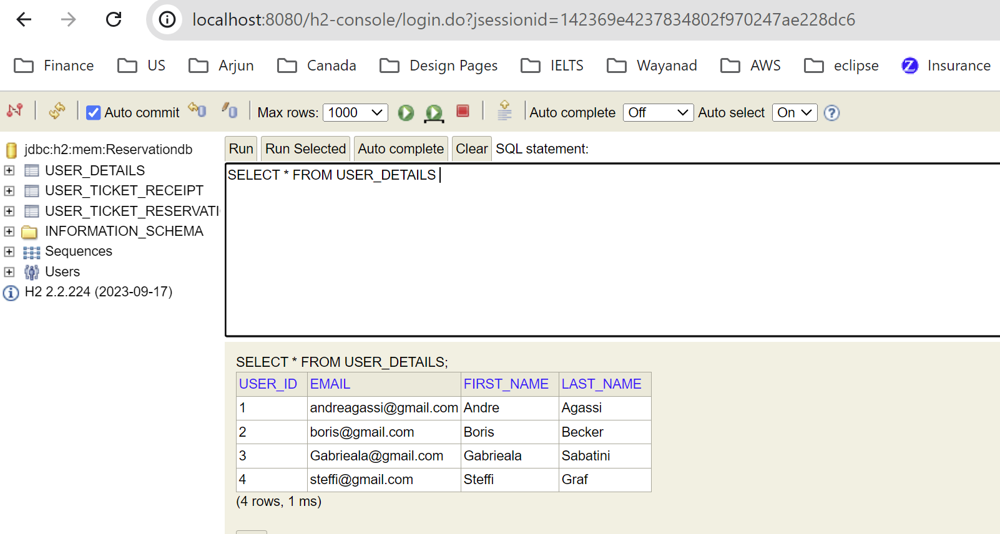 localhost:8080/h2-console/login.do?jsessionid=142369e4237834802f970247ae228dc6
Finance US Arjun Canada Design Pages IELTS Wayanad AWS eclipse Insurance
Auto commit Max rows: 1000 Auto complete Off Auto select On
jdbc:h2:mem:Reservationdb
USER_DETAILS
USER_TICKET_RECEIPT
USER_TICKET_RESERVATI
INFORMATION_SCHEMA
Sequences
Users
H2 2.2.224 (2023-09-17)
Run Run Selected Auto complete Clear SQL statement:
SELECT * FROM USER_DETAILS
SELECT * FROM USER_DETAILS;
USER_ID EMAIL FIRST_NAME LAST_NAME
1 andreagassi@gmail.com Andre Agassi
2 boris@gmail.com Boris Becker
3 Gabrieala@gmail.com Gabrieala Sabatini
4 steffi@gmail.com Steffi Graf
(4 rows, 1 ms)